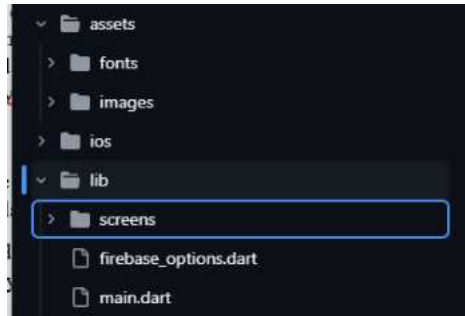 assets
fonts
images
ios
lib
screens
firebase_options.dart
main.dart